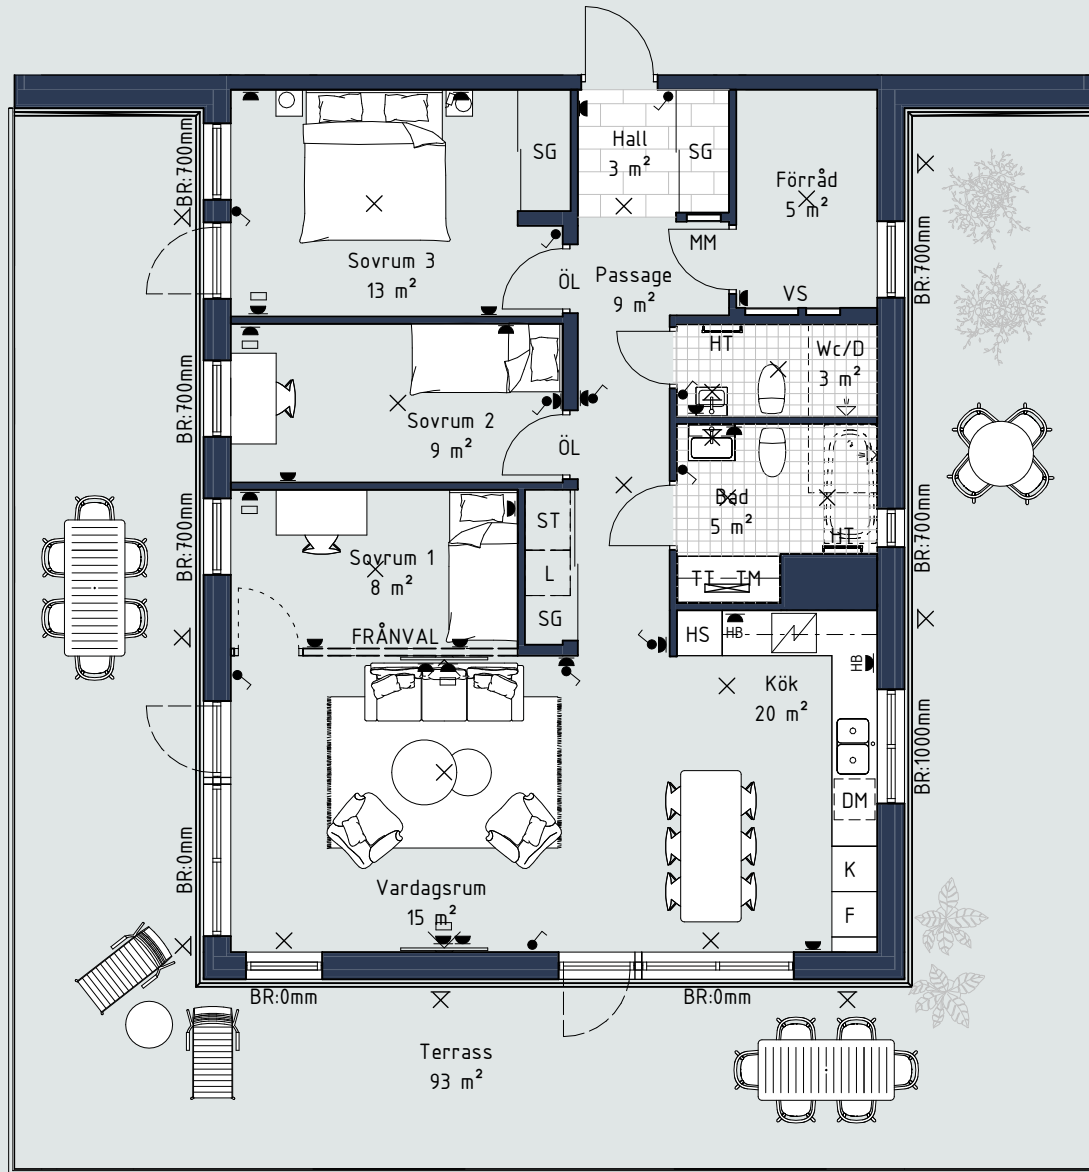 Hall
3 m²
SG
SG
BR:700mm
Förråd
5 m²
MM
Sovrum 3
13 m²
ÖL
Passage
9 m²
VS
BR:700mm
HT
Wc/D
3 m²
BR:700mm
Sovrum 2
9 m²
ÖL
Bad
5 m²
HT
BR:700mm
BR:700mm
ST
L
SG
Sovrum 1
8 m²
TT
TM
FRÅNVAL
HS
HB
HB
Kök
20 m²
BR:1000mm
DM
K
F
BR:0mm
Vardagsrum
15 m²
BR:0mm
BR:0mm
Terrass
93 m²